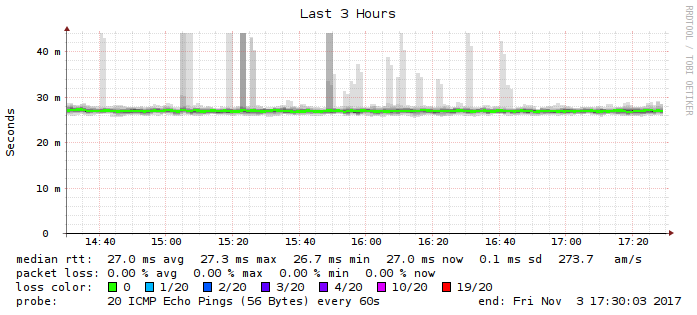 Last 3 Hours
RRDTOOL / TOBI OETIKER
Seconds
40 m
30 m
20 m
10 m
0
14:40 15:00 15:20 15:40 16:00 16:20 16:40 17:00 17:20
median rtt: 27.0 ms avg 27.3 ms max 26.7 ms min 27.0 ms now 0.1 ms sd 273.7 am/s
packet loss: 0.00 % avg 0.00 % max 0.00 % min 0.00 % now
loss color: 0 1/20 2/20 3/20 4/20 10/20 19/20
probe: 20 ICMP Echo Pings (56 Bytes) every 60s end: Fri Nov 3 17:30:03 2017